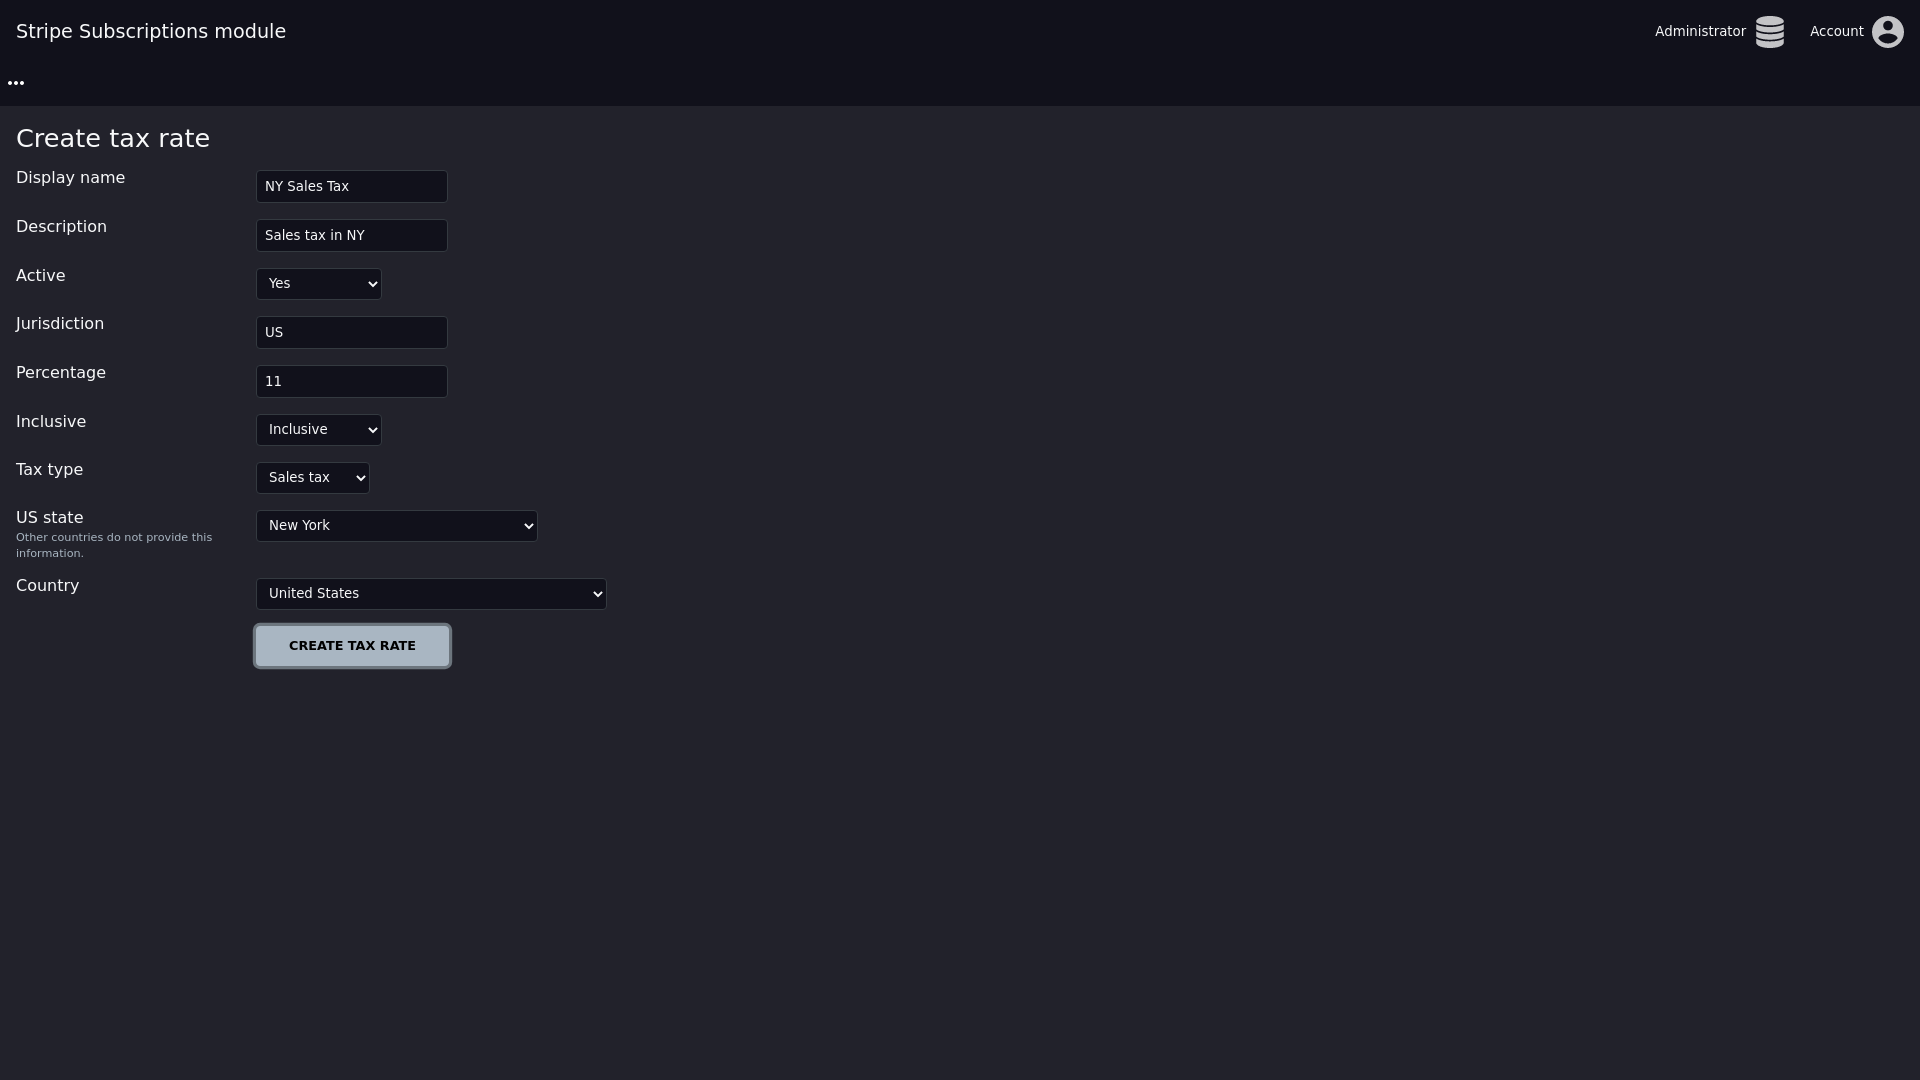 Stripe Subscriptions module
Administrator
Account
•••
Create tax rate
Display name
NY Sales Tax
Description
Sales tax in NY
Active
Yes
Jurisdiction
US
Percentage
11
Inclusive
Inclusive
Tax type
Sales tax
US state
New York
Other countries do not provide this
information.
Country
United States
CREATE TAX RATE